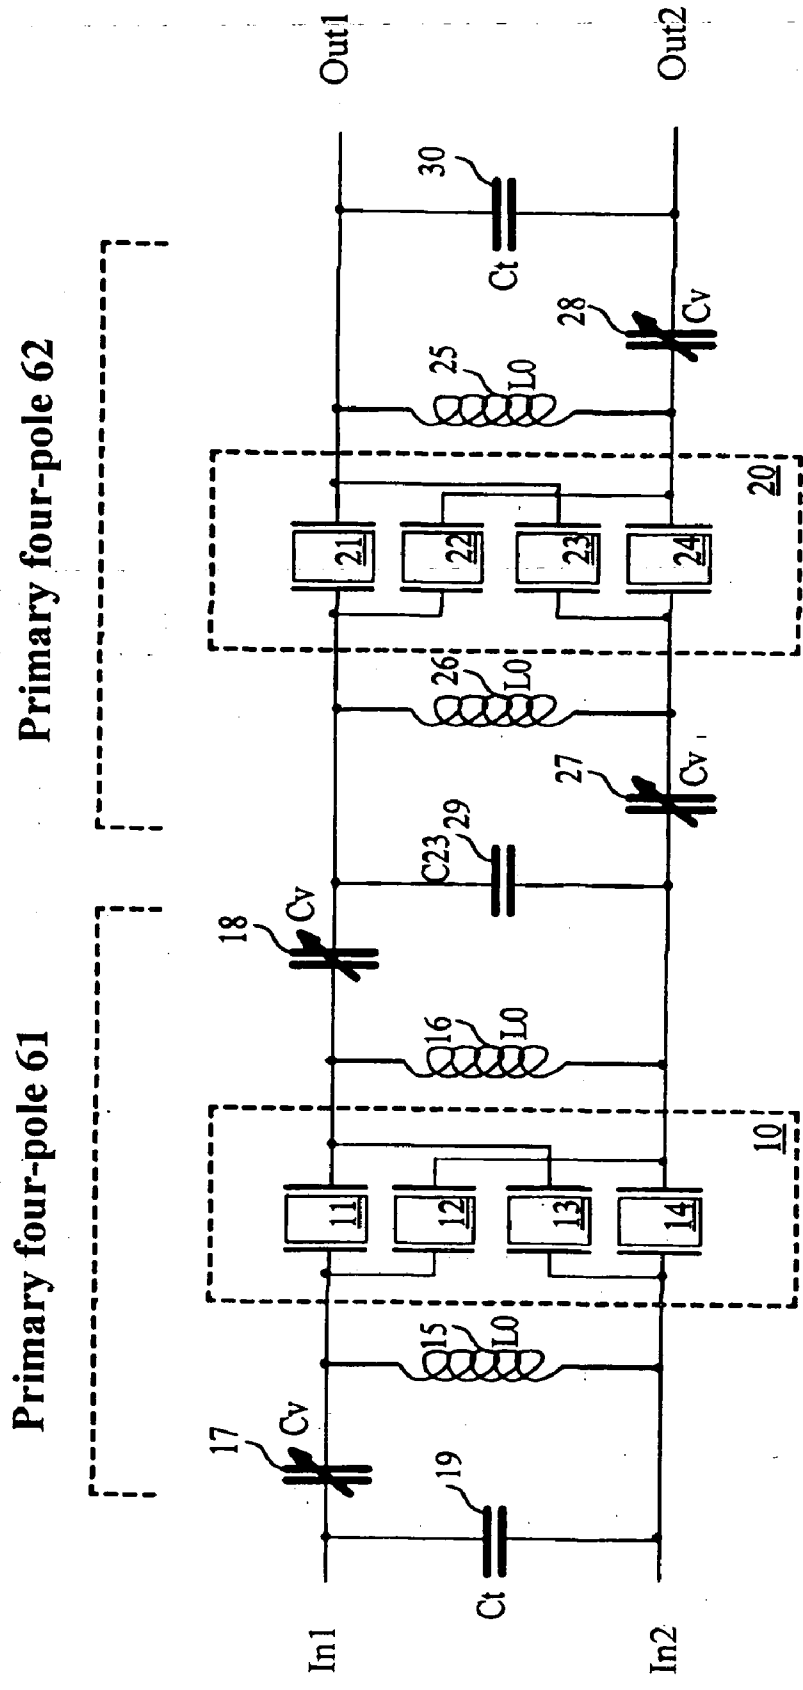 Primary four-pole 61
Primary four-pole 62
In1
In2
Out1
Out2
Ct
19
17
Cv
15
L0
11
12
13
14
10
16
L0
18
Cv
C23
29
27
Cv
26
L0
21
22
23
24
20
25
L0
28
Cv
Ct
30